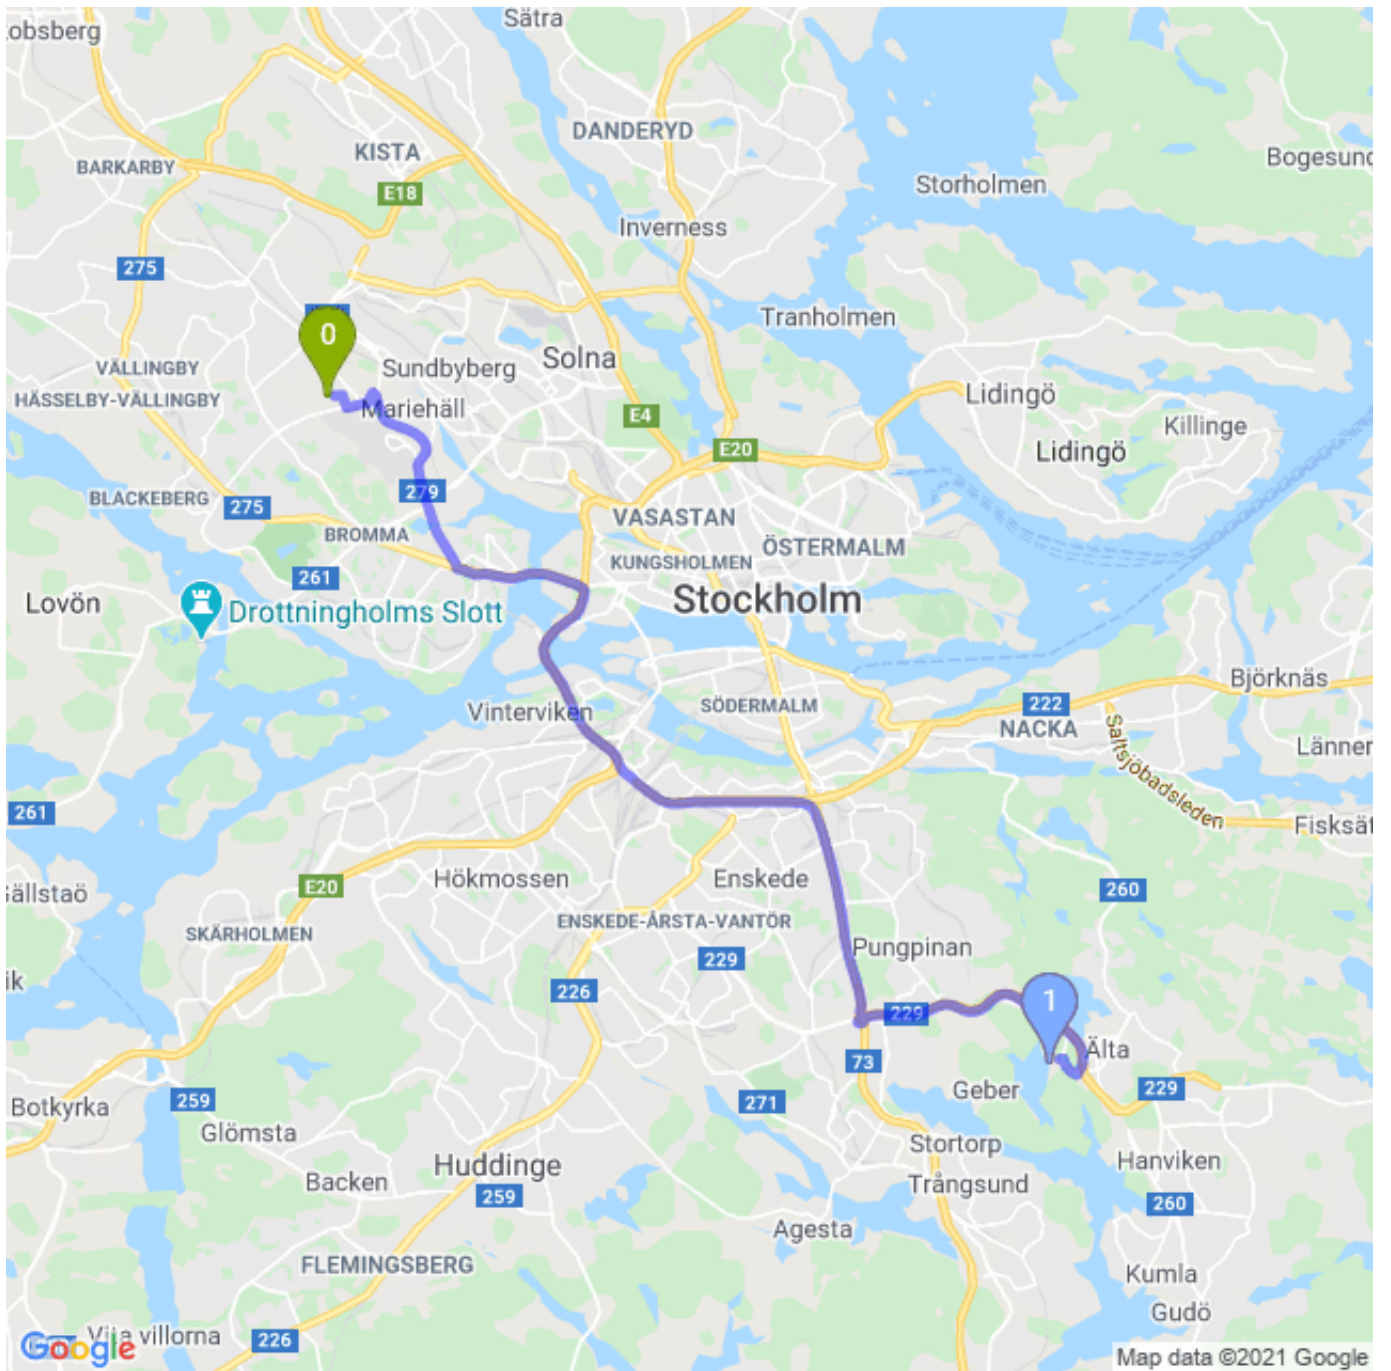 Sätra
obsberg
DANDERYD
KISTA
BARKARBY
Bogesund
Storholmen
E18
Inverness
275
Tranholmen
0
Solna
VÄLLINGBY
Sundbyberg
HÄSSELBY-VÄLLINGBY
Lidingö
Mariehäll
E4
Killinge
E20
Lidingö
BLACKEBERG
279
275
VASASTAN
BROMMA
ÖSTERMALM
KUNGSHOLMEN
261
Lovön
Stockholm
Drottningholms Slott
Björknäs
SÖDERMALM
222
Vinterviken
NACKA
Länner
Saltsjöbadsleden
261
Fisksät
Hökmossen
Enskede
E20
260
ällstaö
ENSKEDE-ÅRSTA-VANTÖR
SKÄRHOLMEN
Pungpinan
229
ik
226
1
229
Älta
73
Geber
229
259
271
Botkyrka
Glömsta
Stortorp
Huddinge
Hanviken
Backen
Trångsund
259
260
Agesta
FLEMINGSBERG
Kumla
Gudö
Vita villorna
226
Google
Map data ©2021 Google